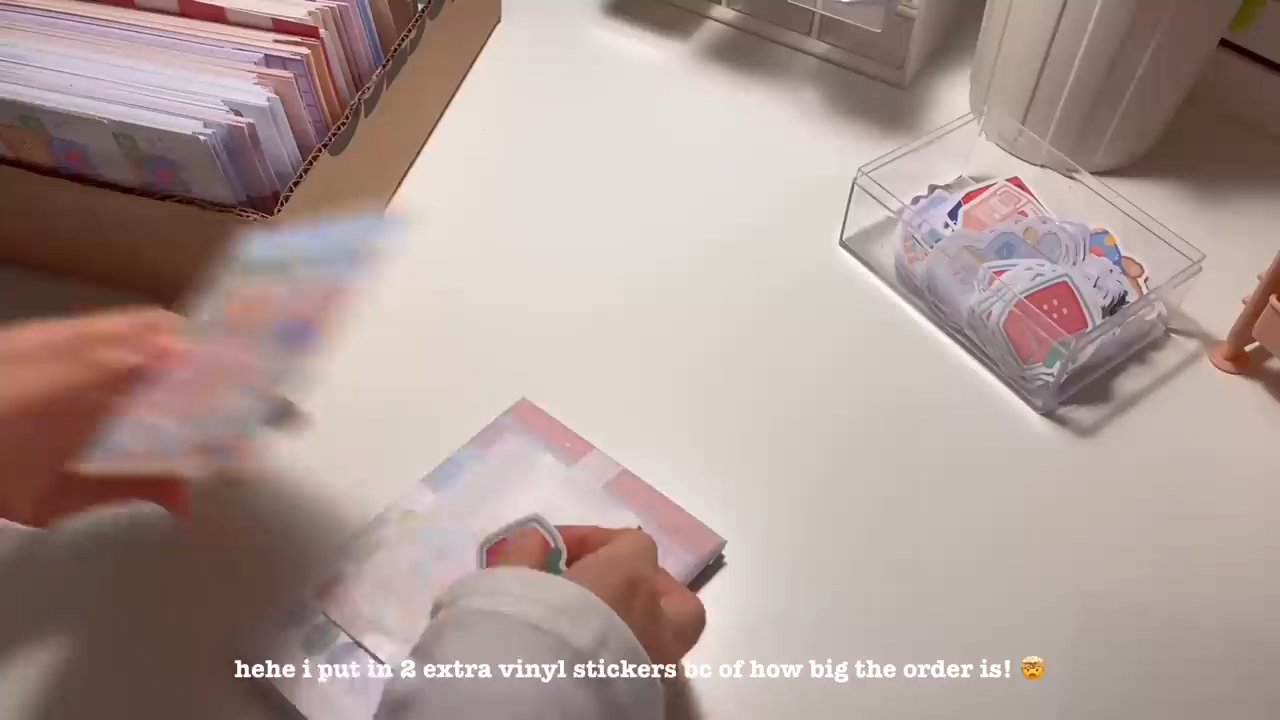 hehe i put in 2 extra vinyl stickers bc of how big the order is! 🤯